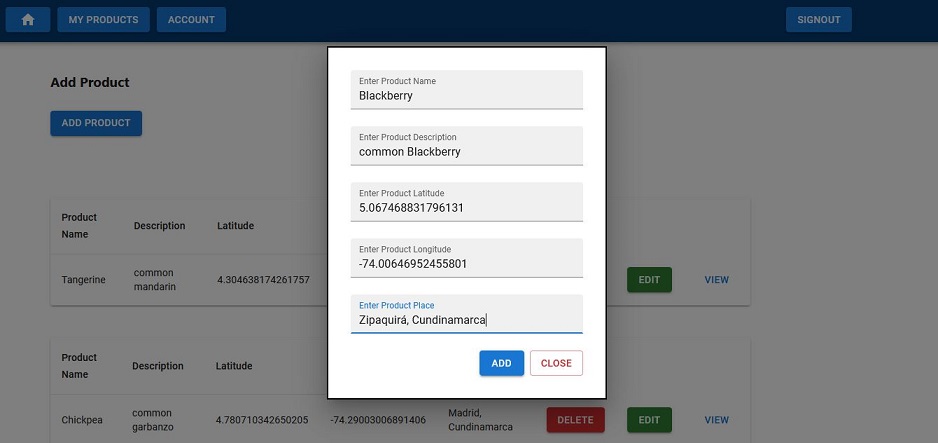 MY PRODUCTS ACCOUNT SIGNOUT
Add Product
ADD PRODUCT
Enter Product Name
Blackberry
Enter Product Description
common Blackberry
Enter Product Latitude
5.067468831796131
Enter Product Longitude
-74.00646952455801
Enter Product Place
Zipaquirá, Cundinamarca
ADD CLOSE
Product
Name
Description Latitude
Tangerine
common
mandarin
4.304638174261757
EDIT VIEW
Product
Name
Description Latitude
Chickpea
common
garbanzo
4.780710342650205 -74.29003006891406
Madrid,
Cundinamarca
DELETE EDIT VIEW